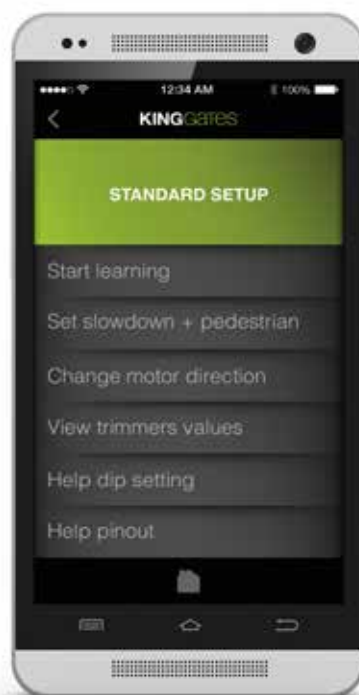 12:34 AM
100%
KINGGATES
STANDARD SETUP
Start learning
Set slowdown + pedestrian
Change motor direction
View trimmers values
Help dip setting
Help pinout